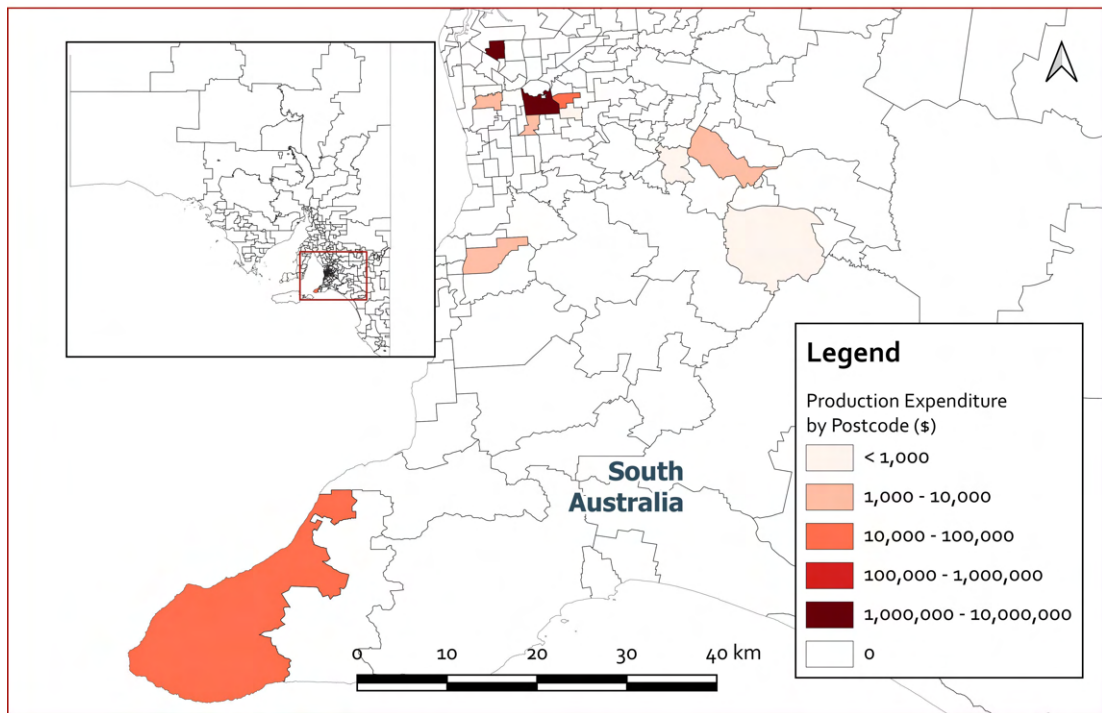 Legend
Production Expenditure
by Postcode ($)
< 1,000
1,000 - 10,000
10,000 - 100,000
100,000 - 1,000,000
1,000,000 - 10,000,000
0
South
Australia
0 10 20 30 40 km